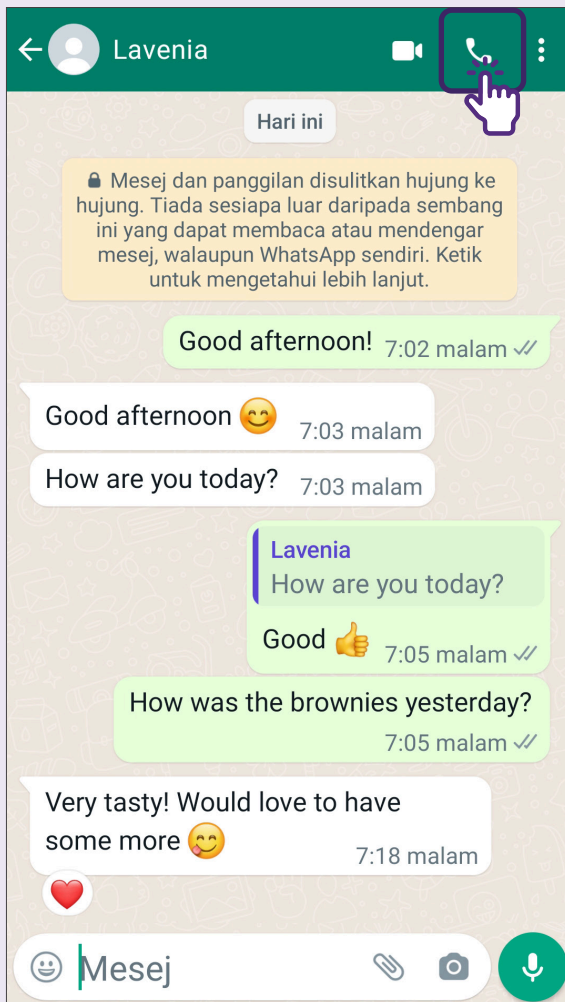 Lavenia
Hari ini
Mesej dan panggilan disulitkan hujung ke
hujung. Tiada sesiapa luar daripada sembang
ini yang dapat membaca atau mendengar
mesej, walaupun WhatsApp sendiri. Ketik
untuk mengetahui lebih lanjut.
Good afternoon! 7:02 malam
Good afternoon 😊 7:03 malam
How are you today? 7:03 malam
Lavenia
How are you today?
Good 👍 7:05 malam
How was the brownies yesterday?
7:05 malam
Very tasty! Would love to have
some more 😋 7:18 malam
Mesej